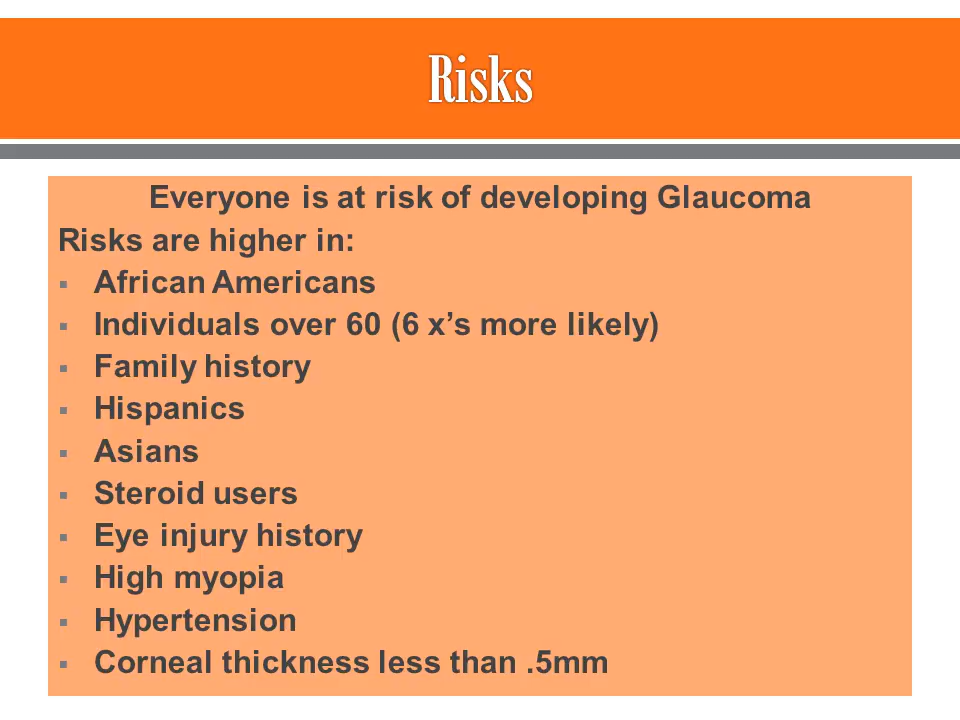 Risks
Everyone is at risk of developing Glaucoma
Risks are higher in:
▪ African Americans
▪ Individuals over 60 (6 x’s more likely)
▪ Family history
▪ Hispanics
▪ Asians
▪ Steroid users
▪ Eye injury history
▪ High myopia
▪ Hypertension
▪ Corneal thickness less than .5mm